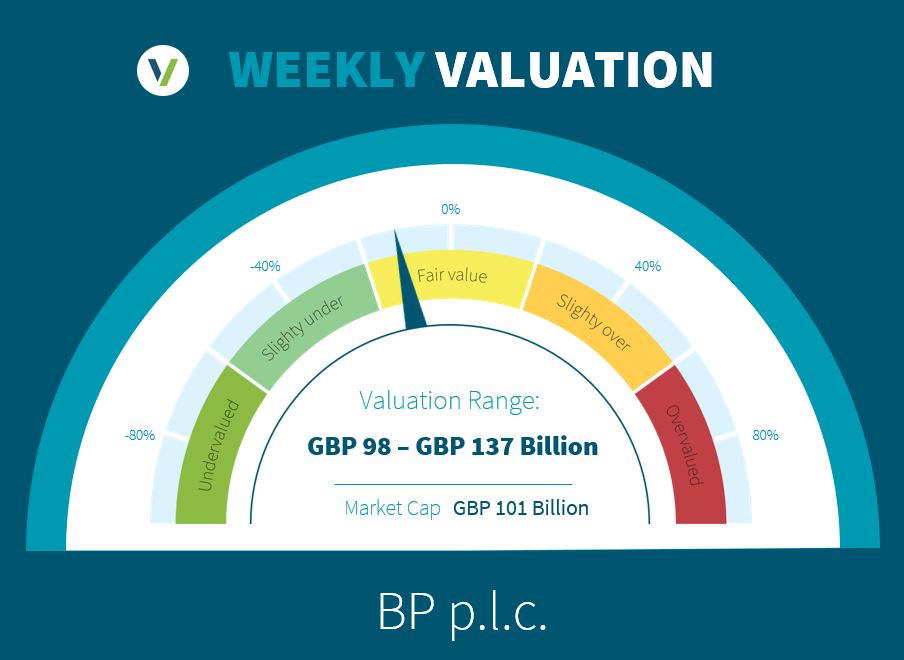 WEEKLY VALUATION
0%
-40%
40%
Fair value
Slighty under
Slighty over
Undervalued
Overvalued
-80%
80%
Valuation Range:
GBP 98 – GBP 137 Billion
Market Cap GBP 101 Billion
BP p.l.c.